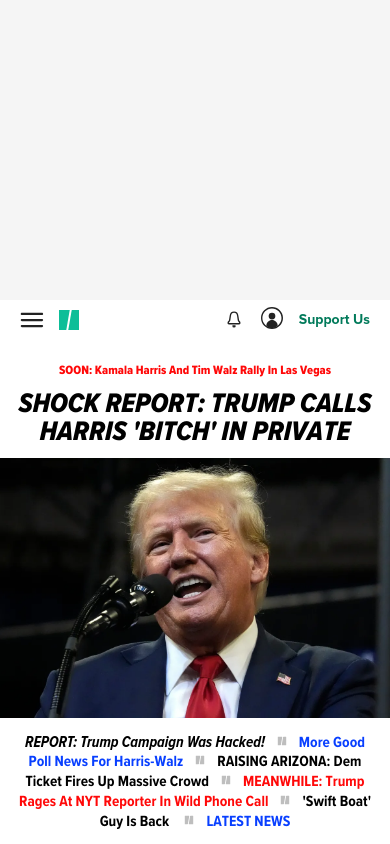 Support Us
SOON: Kamala Harris And Tim Walz Rally In Las Vegas
SHOCK REPORT: TRUMP CALLS
HARRIS 'BITCH' IN PRIVATE
REPORT: Trump Campaign Was Hacked! More Good
Poll News For Harris-Walz RAISING ARIZONA: Dem
Ticket Fires Up Massive Crowd MEANWHILE: Trump
Rages At NYT Reporter In Wild Phone Call 'Swift Boat'
Guy Is Back LATEST NEWS